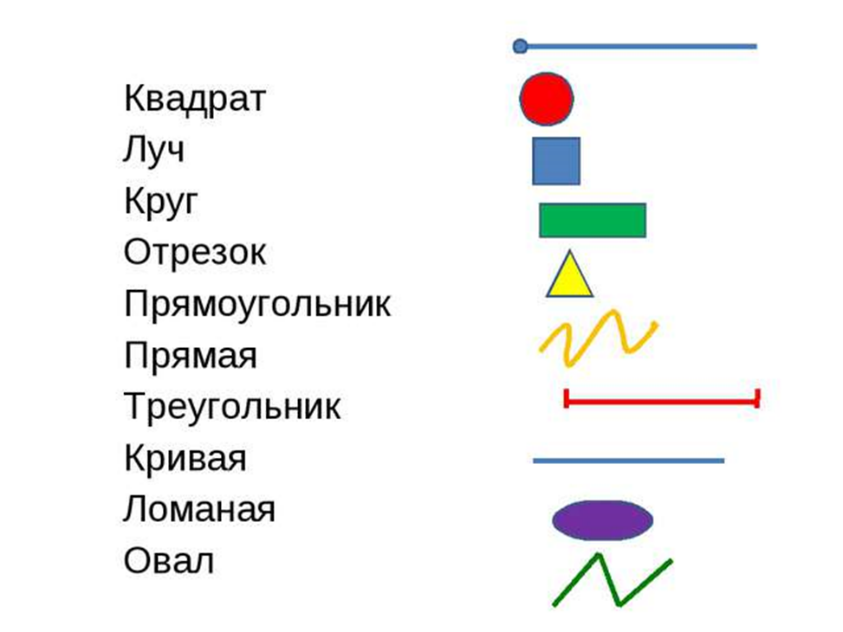 Квадрат
Луч
Круг
Отрезок
Прямоугольник
Прямая
Треугольник
Кривая
Ломаная
Овал